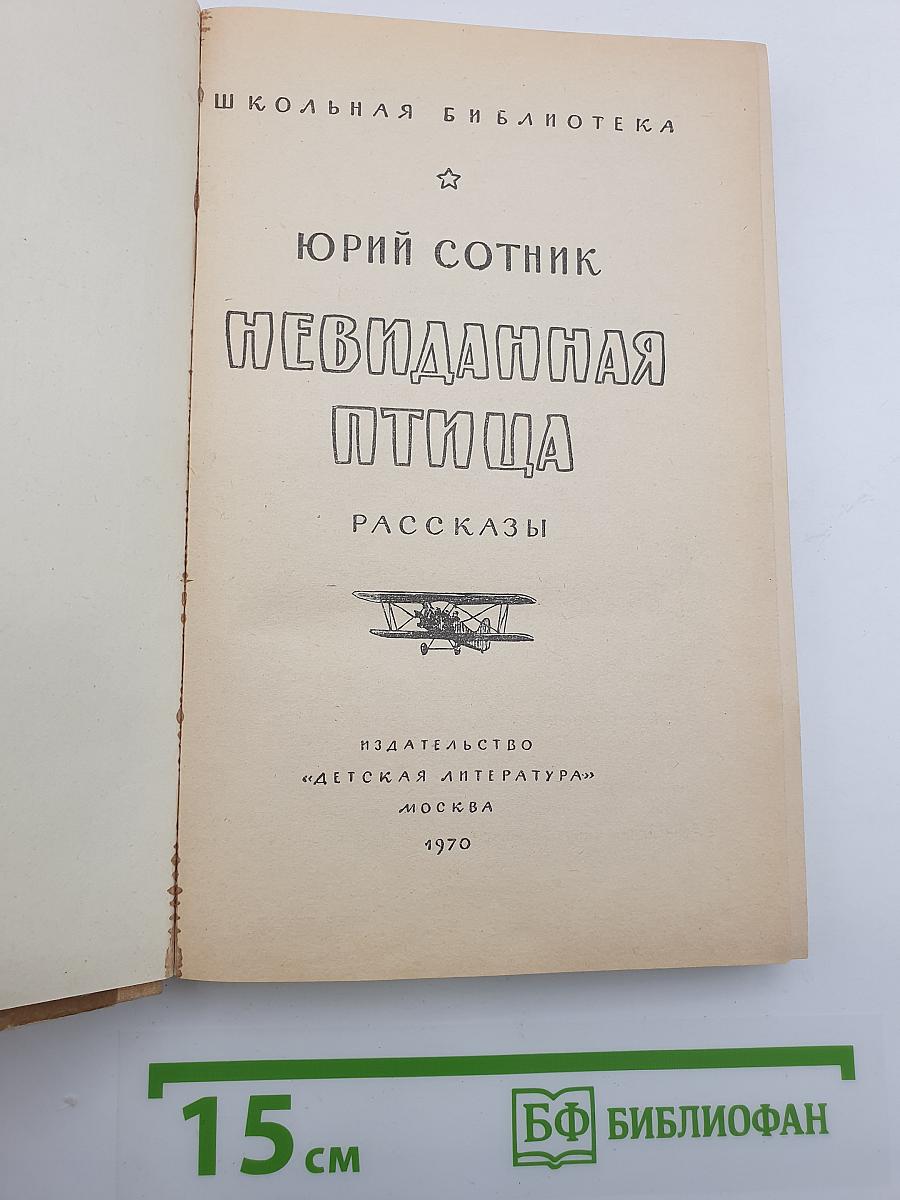 ШКОЛЬНАЯ БИБЛИОТЕКА
ЮРИЙ СОТНИК
НЕВИДАННАЯ
ПТИЦА
РАССКАЗЫ
ИЗДАТЕЛЬСТВО
«ДЕТСКАЯ ЛИТЕРАТУРА»
МОСКВА
1970
15 см
БФ БИБЛИОФАН